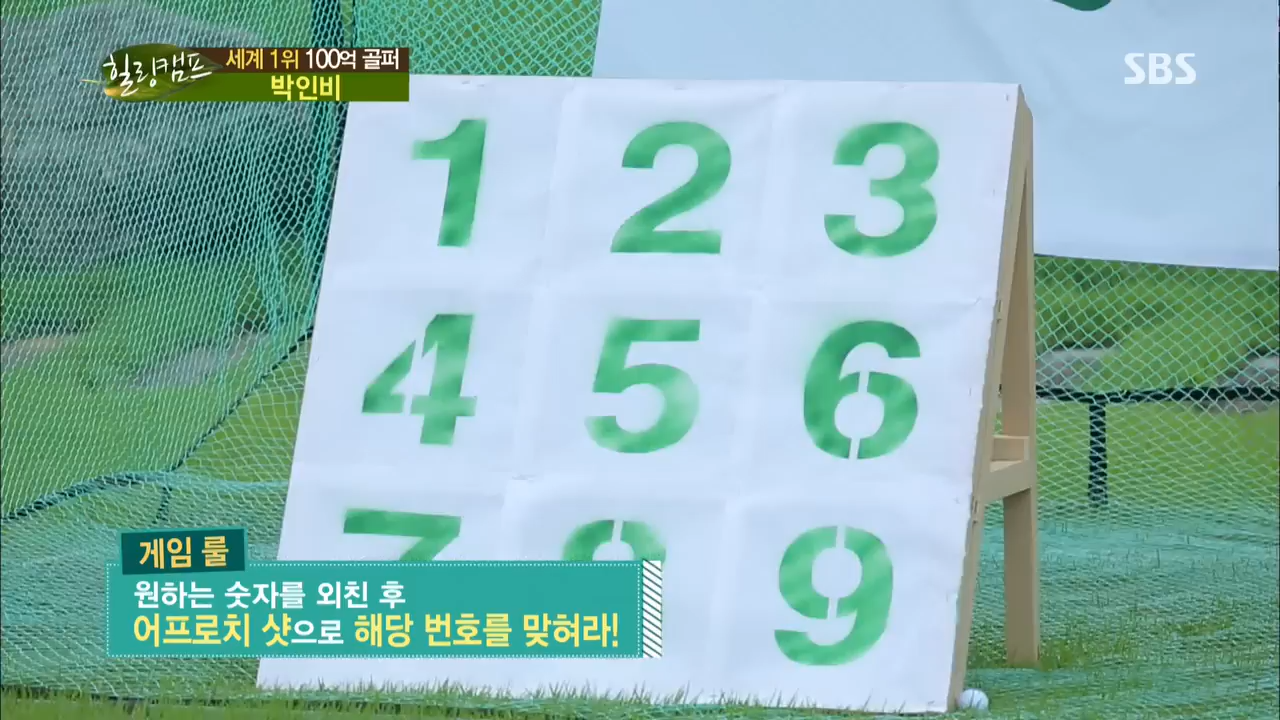 힐링캠프
세계 1위 100억 골퍼
박인비
SBS
1 2 3
4 5 6
7 8 9
게임 룰
원하는 숫자를 외친 후
어프로치 샷으로 해당 번호를 맞혀라!